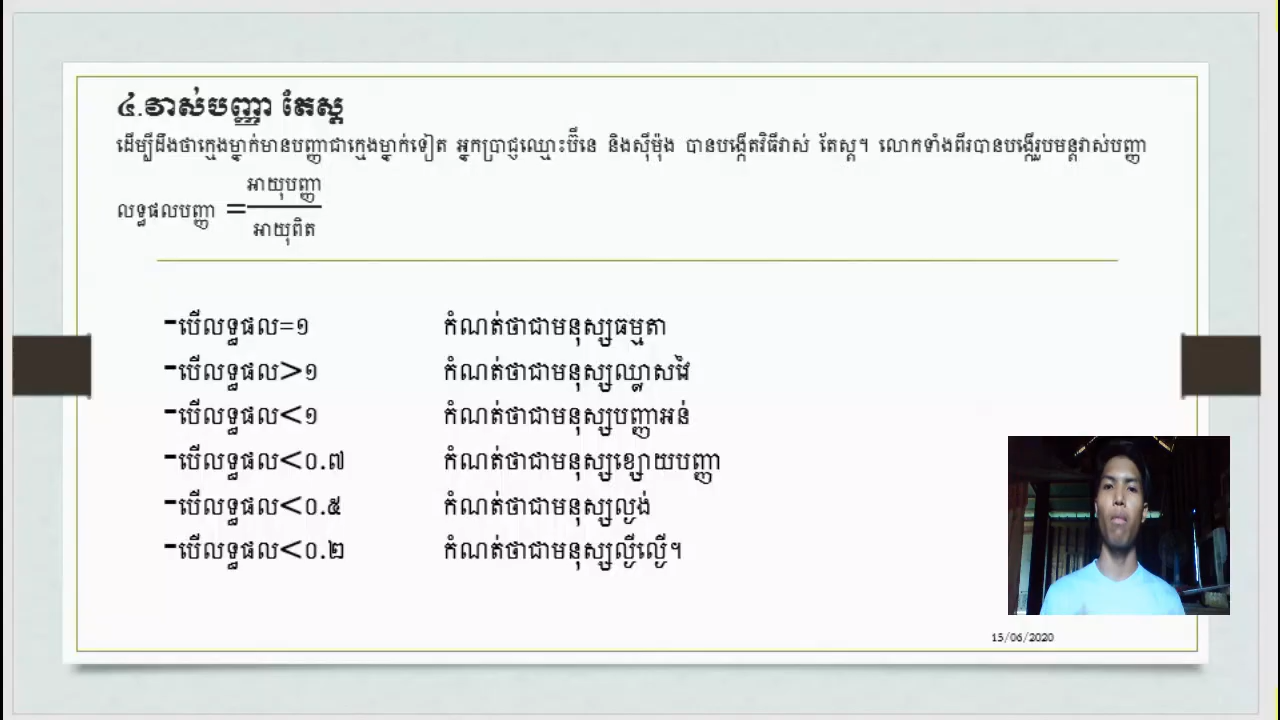 ៤.វាស់បញ្ញា តែស្ត
ដើម្បីដឹងថាក្មេងម្នាក់មានបញ្ញាជាក្មេងម្នាក់ទៀត អ្នកប្រាជ្ញឈ្មោះប៊ីនេ និងស៊ីម៉ុង បានបង្កើតវិធីវាស់ តែស្ត។ លោកទាំងពីរបានបង្កើរូបមន្តវាស់បញ្ញា
លទ្ធផលបញ្ញា = អាយុបញ្ញា
អាយុពិត
-បើលទ្ធផល=១ កំណត់ថាជាមនុស្សធម្មតា
-បើលទ្ធផល>១ កំណត់ថាជាមនុស្សឈ្លាសវៃ
-បើលទ្ធផល<១ កំណត់ថាជាមនុស្សបញ្ញាអន់
-បើលទ្ធផល<០.៧ កំណត់ថាជាមនុស្សខ្សោយបញ្ញា
-បើលទ្ធផល<០.៥ កំណត់ថាជាមនុស្សល្ងង់
-បើលទ្ធផល<០.២ កំណត់ថាជាមនុស្សល្ងីល្ងើ។
15/06/2020